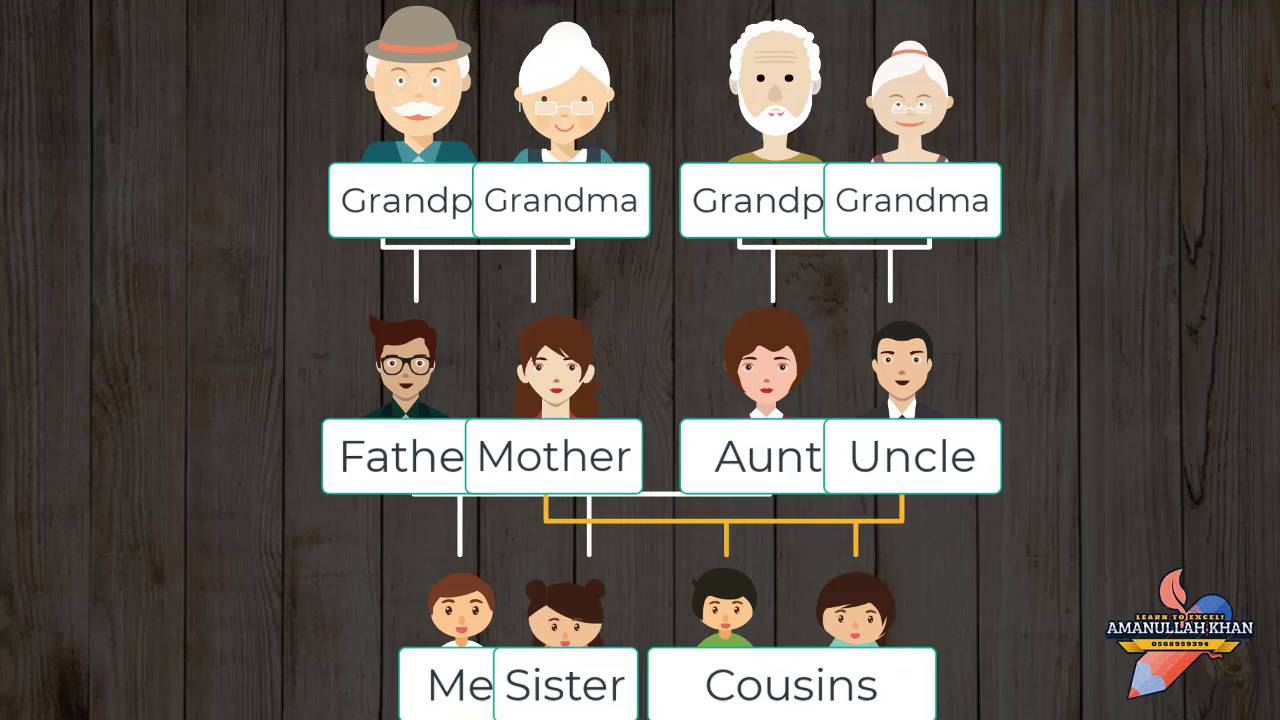 Grandp Grandma Grandp Grandma
Fathe Mother Aunt Uncle
Me Sister Cousins
LEARN TO EXCEL!
AMANULLAH KHAN
0568959394